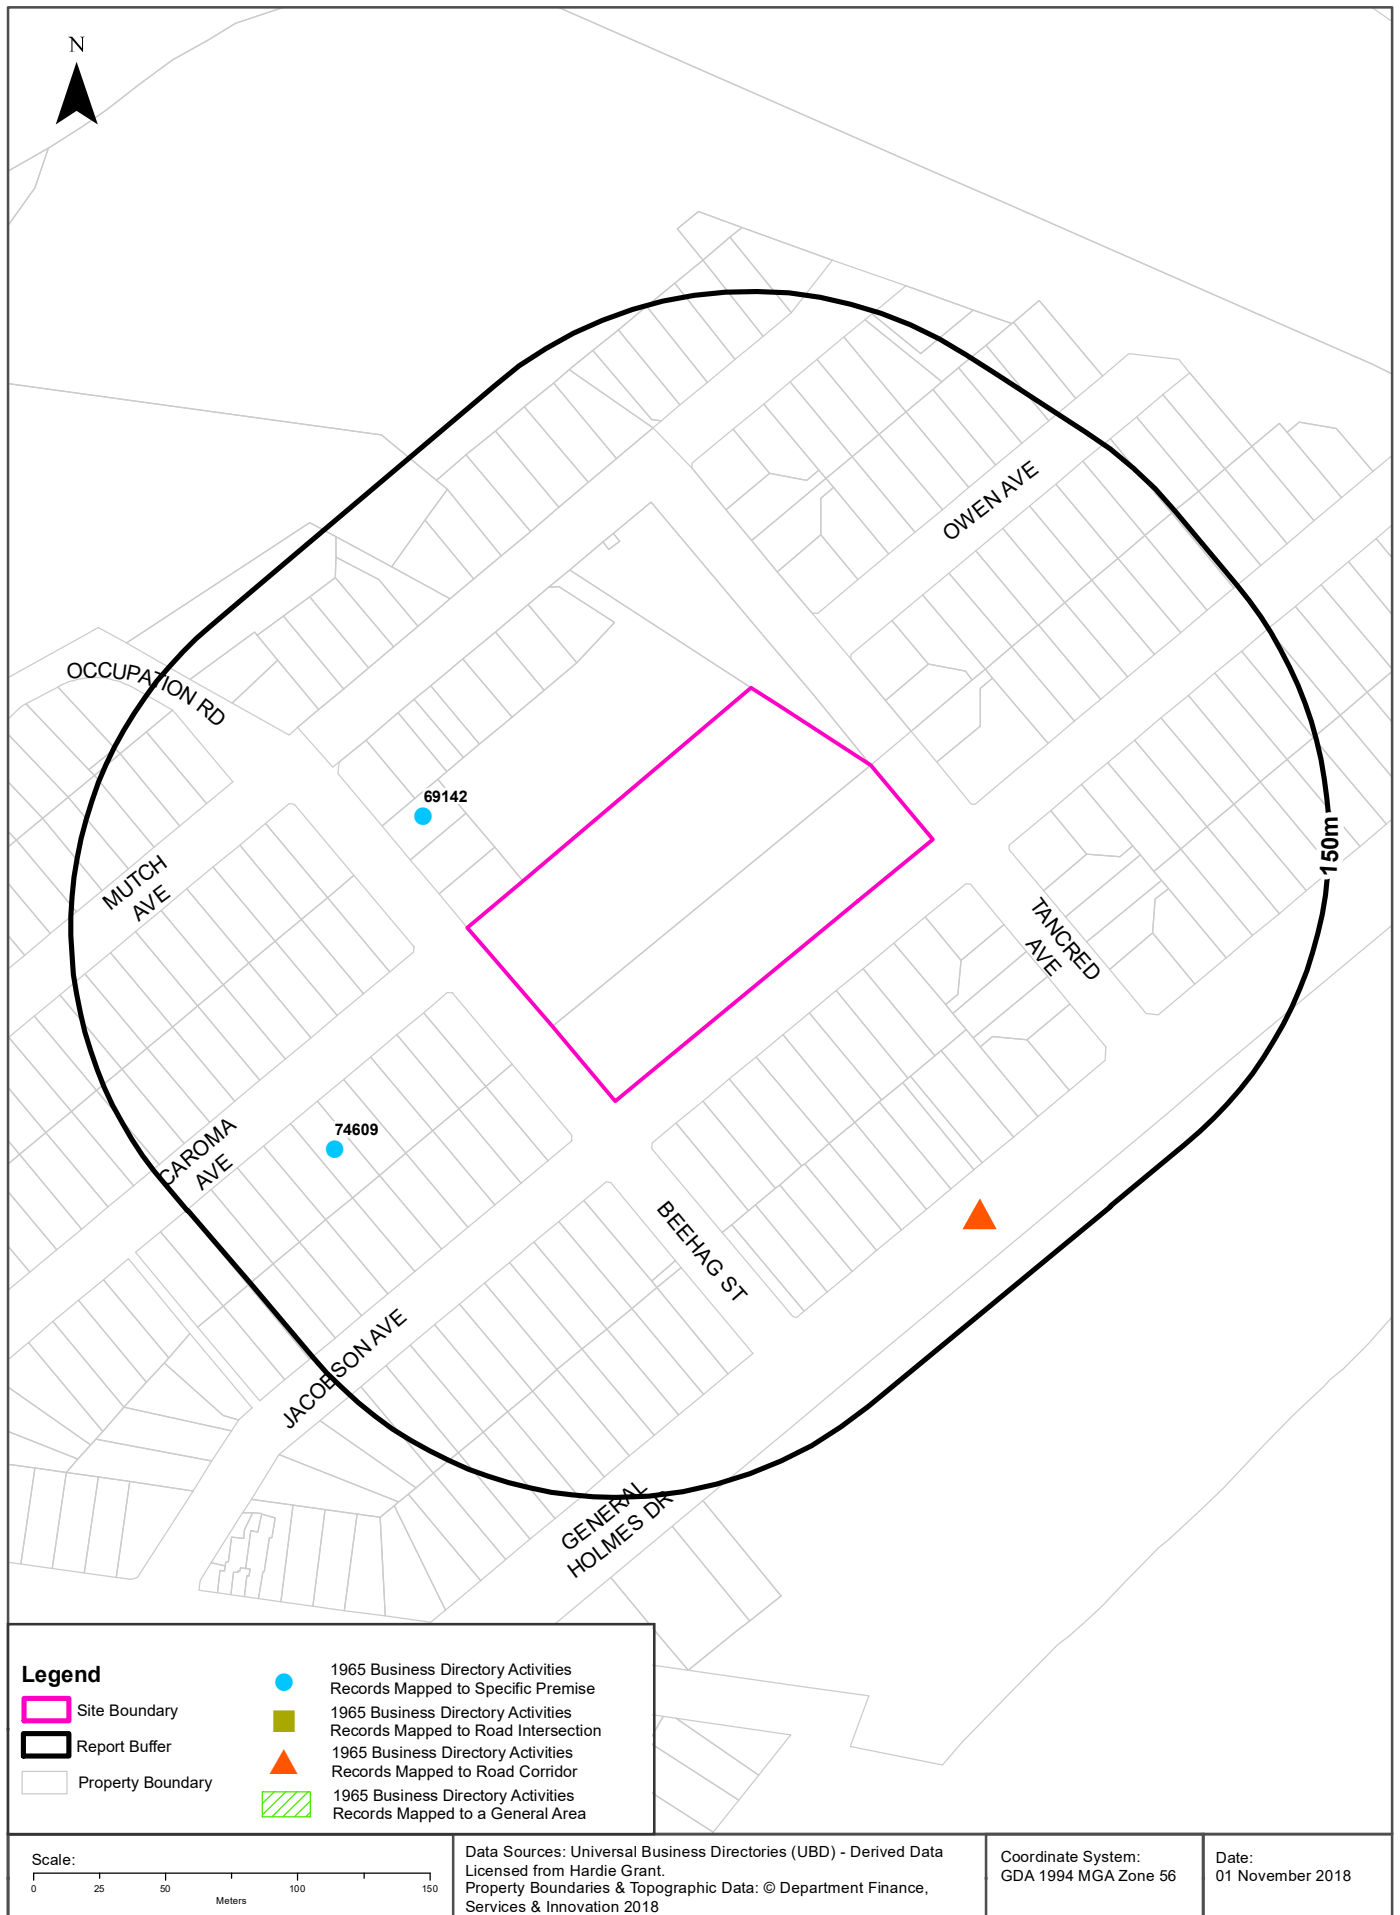 N
OWEN AVE
OCCUPATION RD
69142
MUTCH
AVE
150m
TANCRED
AVE
74609
CAROMA
AVE
BEEHAG ST
JACOBSON AVE
GENERAL
HOLMES DR
Legend
Site Boundary
Report Buffer
Property Boundary
1965 Business Directory Activities
Records Mapped to Specific Premise
1965 Business Directory Activities
Records Mapped to Road Intersection
1965 Business Directory Activities
Records Mapped to Road Corridor
1965 Business Directory Activities
Records Mapped to a General Area
Scale:
0 25 50 100 150
Meters
Data Sources: Universal Business Directories (UBD) - Derived Data
Licensed from Hardie Grant.
Property Boundaries & Topographic Data: © Department Finance,
Services & Innovation 2018
Coordinate System:
GDA 1994 MGA Zone 56
Date:
01 November 2018